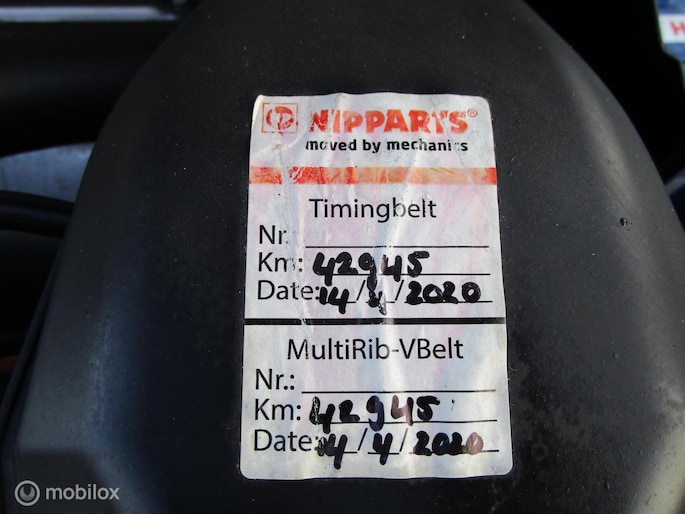 NIPPARTS®
moved by mechanics
Timingbelt
Nr.
Km: 42945
Date: 14/4/2020
MultiRib-VBelt
Nr.:
Km: 42945
Date: 14/4/2020
H
mobilox